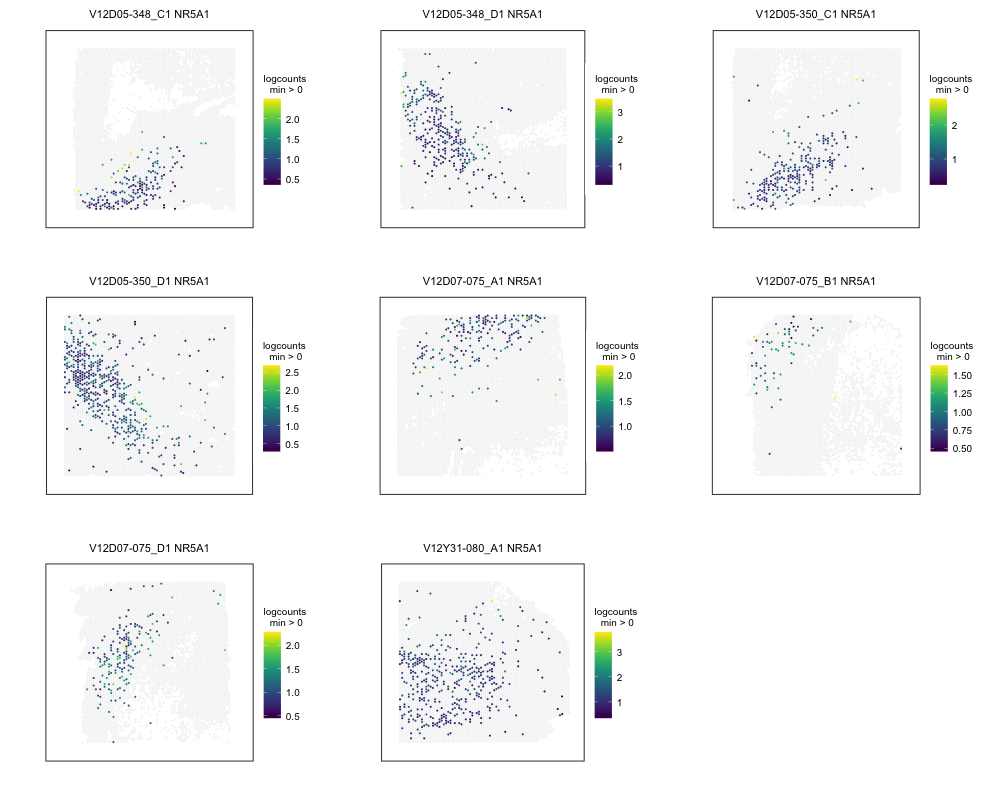 V12D05-348_C1 NR5A1
logcounts
min > 0
2.0
1.5
1.0
0.5
V12D05-348_D1 NR5A1
logcounts
min > 0
3
2
1
V12D05-350_C1 NR5A1
logcounts
min > 0
2
1
V12D05-350_D1 NR5A1
logcounts
min > 0
2.5
2.0
1.5
1.0
0.5
V12D07-075_A1 NR5A1
logcounts
min > 0
2.0
1.5
1.0
V12D07-075_B1 NR5A1
logcounts
min > 0
1.50
1.25
1.00
0.75
0.50
V12D07-075_D1 NR5A1
logcounts
min > 0
2.0
1.5
1.0
0.5
V12Y31-080_A1 NR5A1
logcounts
min > 0
3
2
1